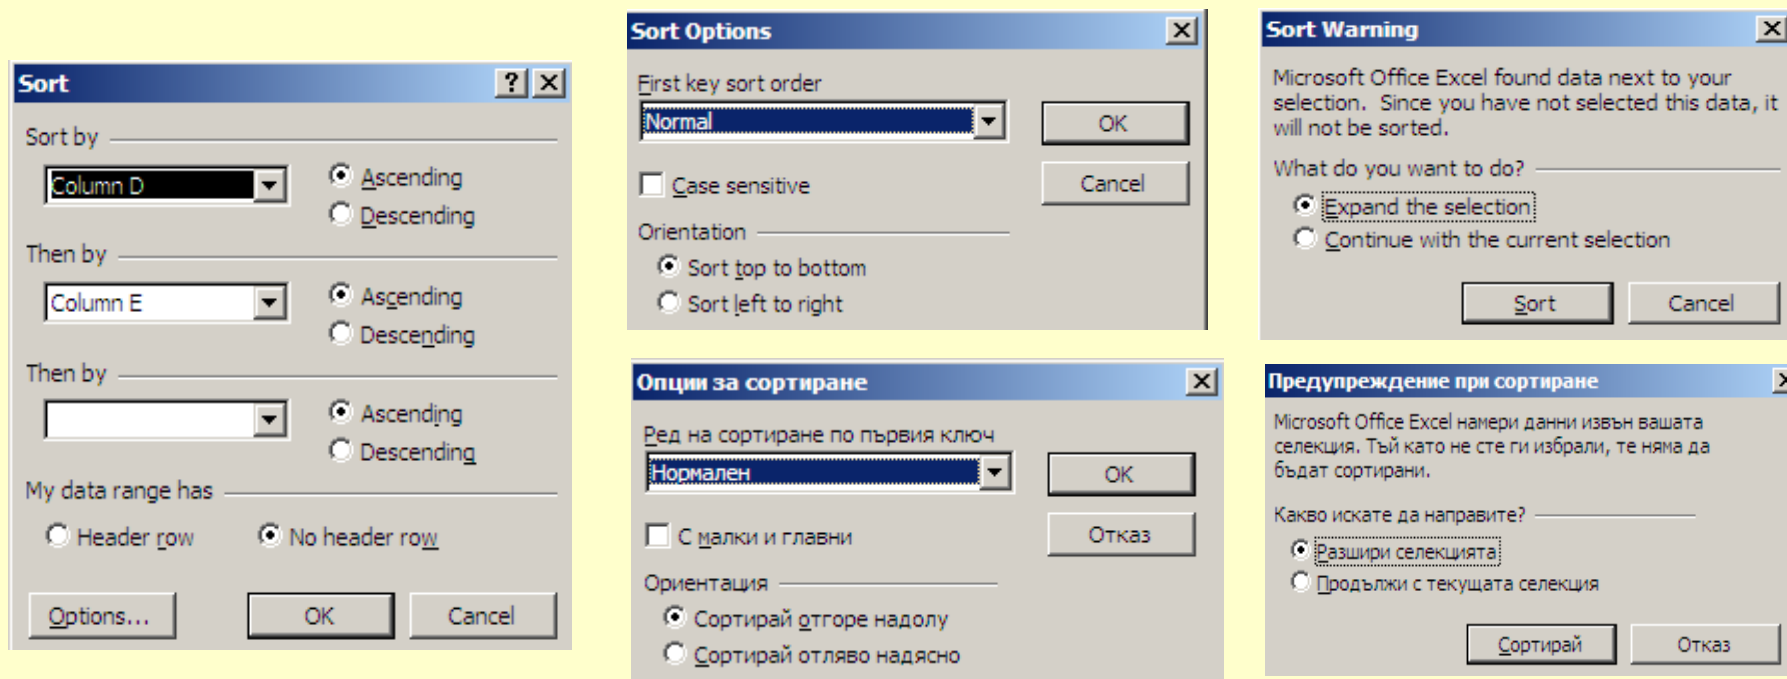 Sort
Sort by
Column D
Ascending
Descending
Then by
Column E
Ascending
Descending
Then by
Ascending
Descending
My data range has
Header row No header row
Options... OK Cancel
Sort Options
First key sort order
Normal
OK
Case sensitive
Cancel
Orientation
Sort top to bottom
Sort left to right
Sort Warning
Microsoft Office Excel found data next to your
selection. Since you have not selected this data, it
will not be sorted.
What do you want to do?
Expand the selection
Continue with the current selection
Sort Cancel
Опции за сортиране
Ред на сортиране по първия ключ
Нормален
OK
С малки и главни
Отказ
Ориентация
Сортирай отгоре надолу
Сортирай отляво надясно
Предупреждение при сортиране
Microsoft Office Excel намери данни извън вашата
селекция. Тъй като не сте ги избрали, те няма да
бъдат сортирани.
Какво искате да направите?
Разшири селекцията
Продължи с текущата селекция
Сортирай Отказ